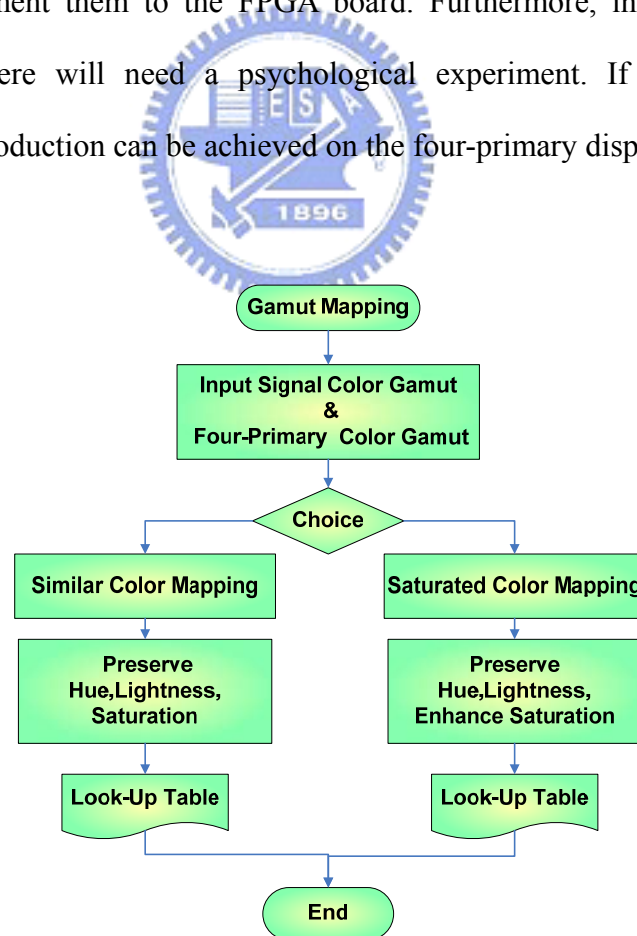 ment them to the FPGA board. Furthermore, in
ere will need a psychological experiment. If
ES A
oduction can be achieved on the four-primary disp
1896
Gamut Mapping
Input Signal Color Gamut
&
Four-Primary Color Gamut
Choice
Similar Color Mapping
Saturated Color Mapping
Preserve
Hue,Lightness,
Saturation
Preserve
Hue,Lightness,
Enhance Saturation
Look-Up Table
Look-Up Table
End